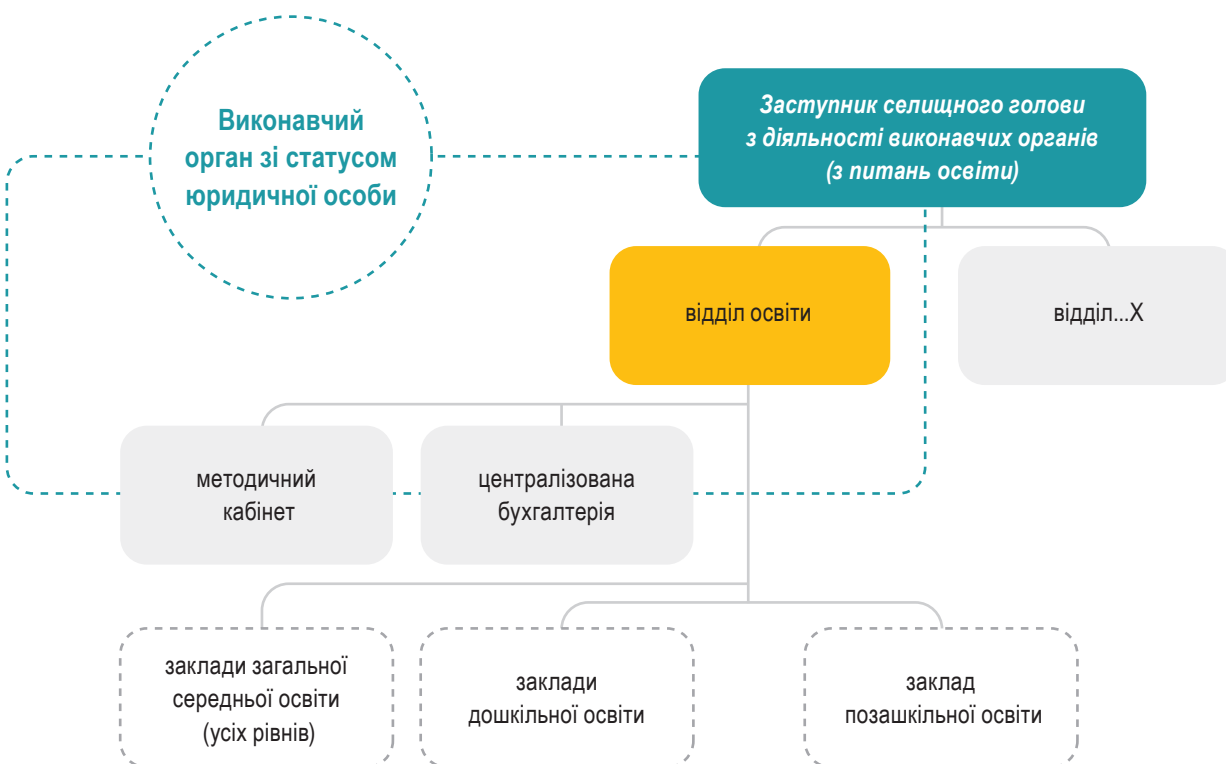 Виконавчий
орган зі статусом
юридичної особи
Заступник селищного голови
з діяльності виконавчих органів
(з питань освіти)
відділ освіти
відділ...Х
методичний
кабінет
централізована
бухгалтерія
заклади загальної
середньої освіти
(усіх рівнів)
заклади
дошкільної освіти
заклад
позашкільної освіти